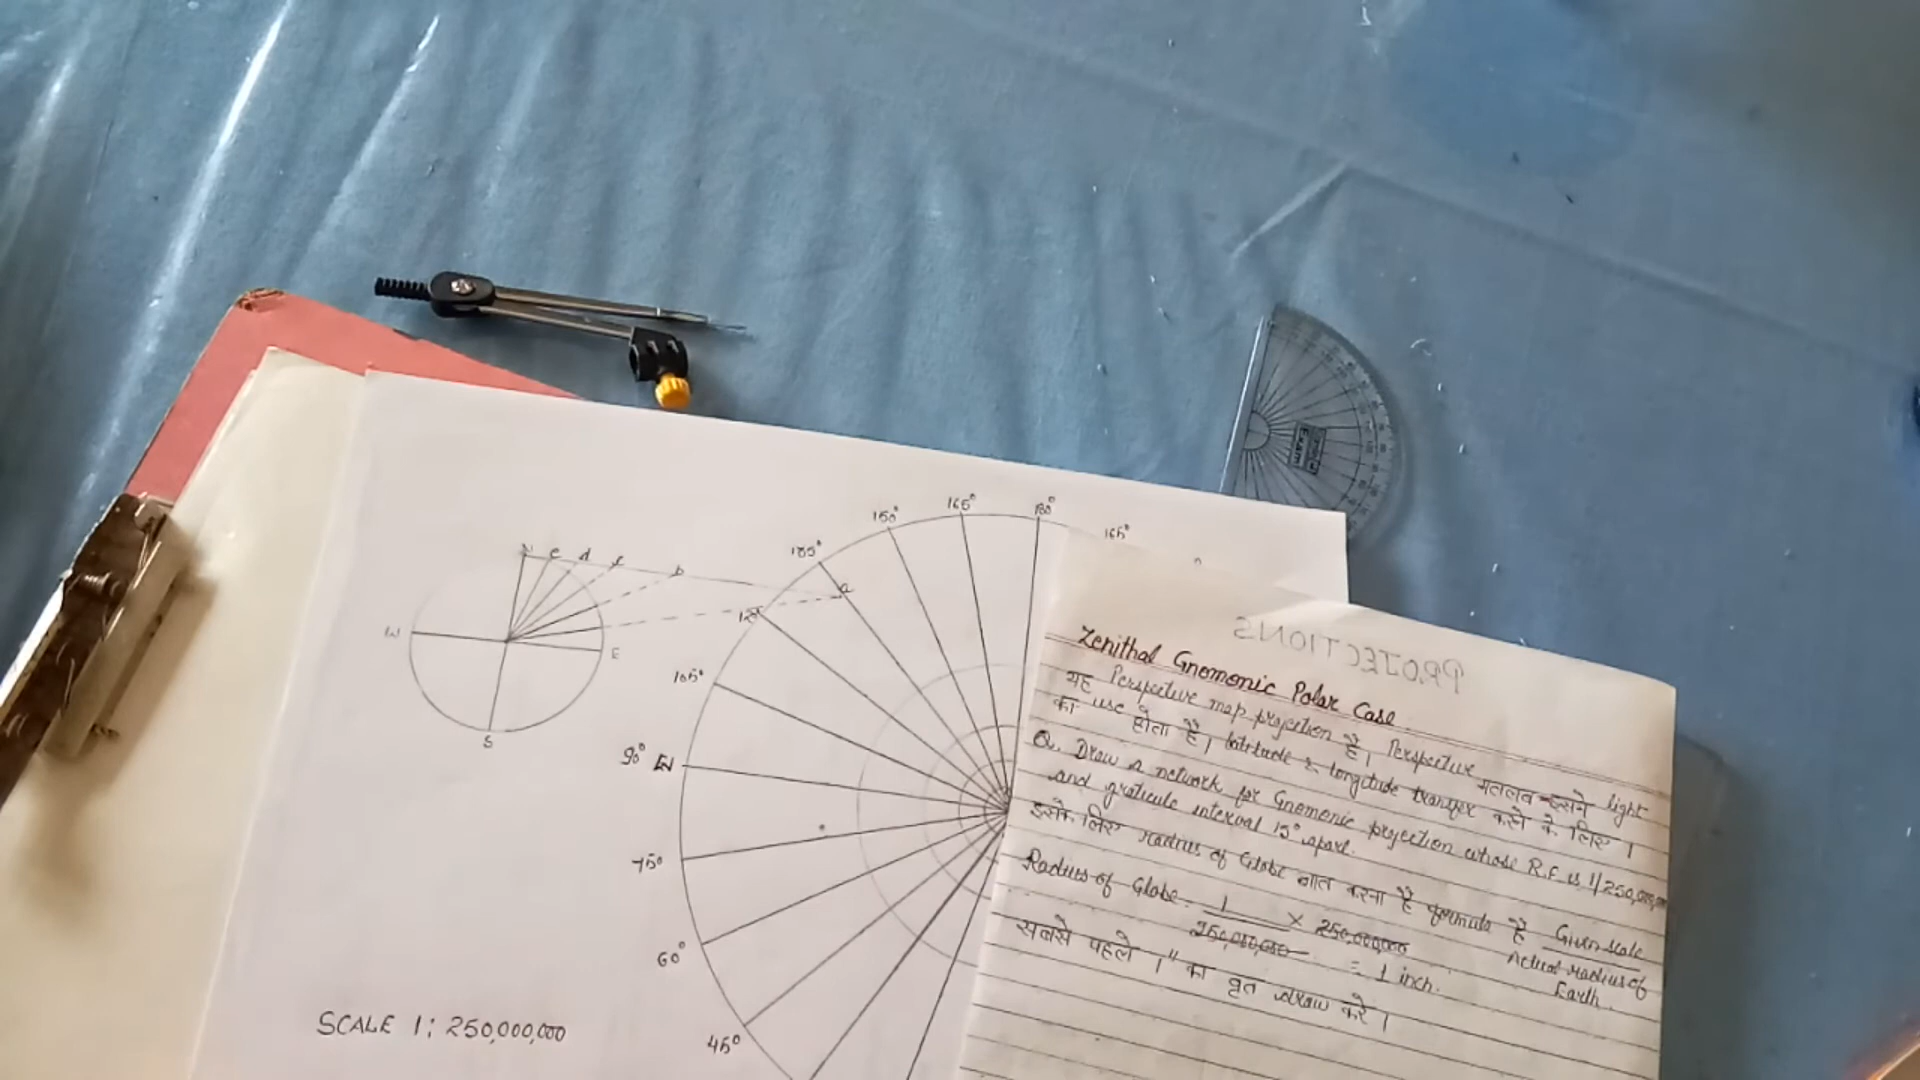 180°
165°
165°
150°
135°
N e d c b
a
120°
W
E
105°
S
90° W
75°
60°
45°
SCALE 1: 250,000,000
PROJECTIONS
Zenithal Gnomonic Polar Case
यह Perspective map projection है। Perspective मतलब इसमे light
का use होता है। latitude & longitude transfer करने के लिए।
Q. Draw a network for Gnomonic projection whose R.F is 1/250,000,000
and graticule interval 15° apart.
इसके लिए radius of Globe ज्ञात करना है formula है Given scale
Actual radius of Earth
Radius of Globe = 1 × 250,000,000
250,000,000
= 1 inch.
सबसे पहले 1" का वृत draw करे।